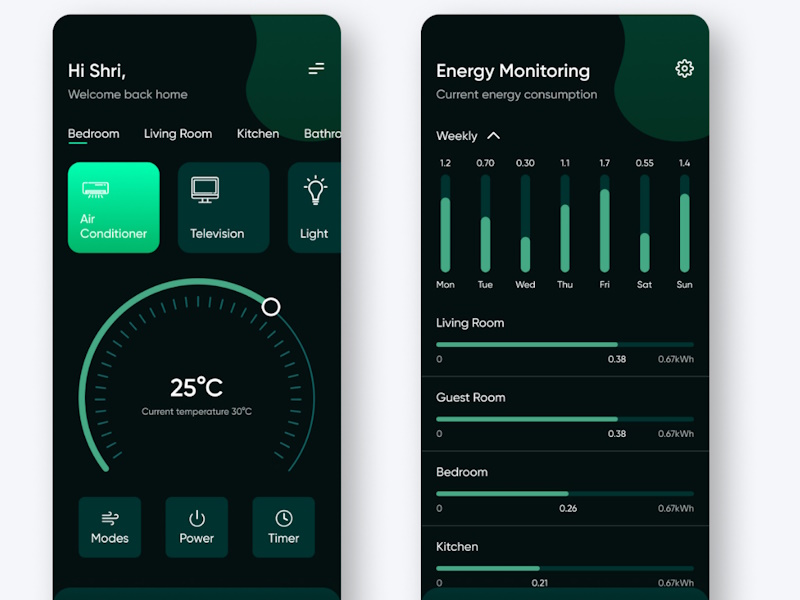 Hi Shri,
Welcome back home
Bedroom Living Room Kitchen Bathro
Air
Conditioner
Television
Light
25°C
Current temperature 30°C
Modes
Power
Timer
Energy Monitoring
Current energy consumption
Weekly
1.2 0.70 0.30 1.1 1.7 0.55 1.4
Mon Tue Wed Thu Fri Sat Sun
Living Room
0 0.38 0.67kWh
Guest Room
0 0.38 0.67kWh
Bedroom
0 0.26 0.67kWh
Kitchen
0 0.21 0.67kWh